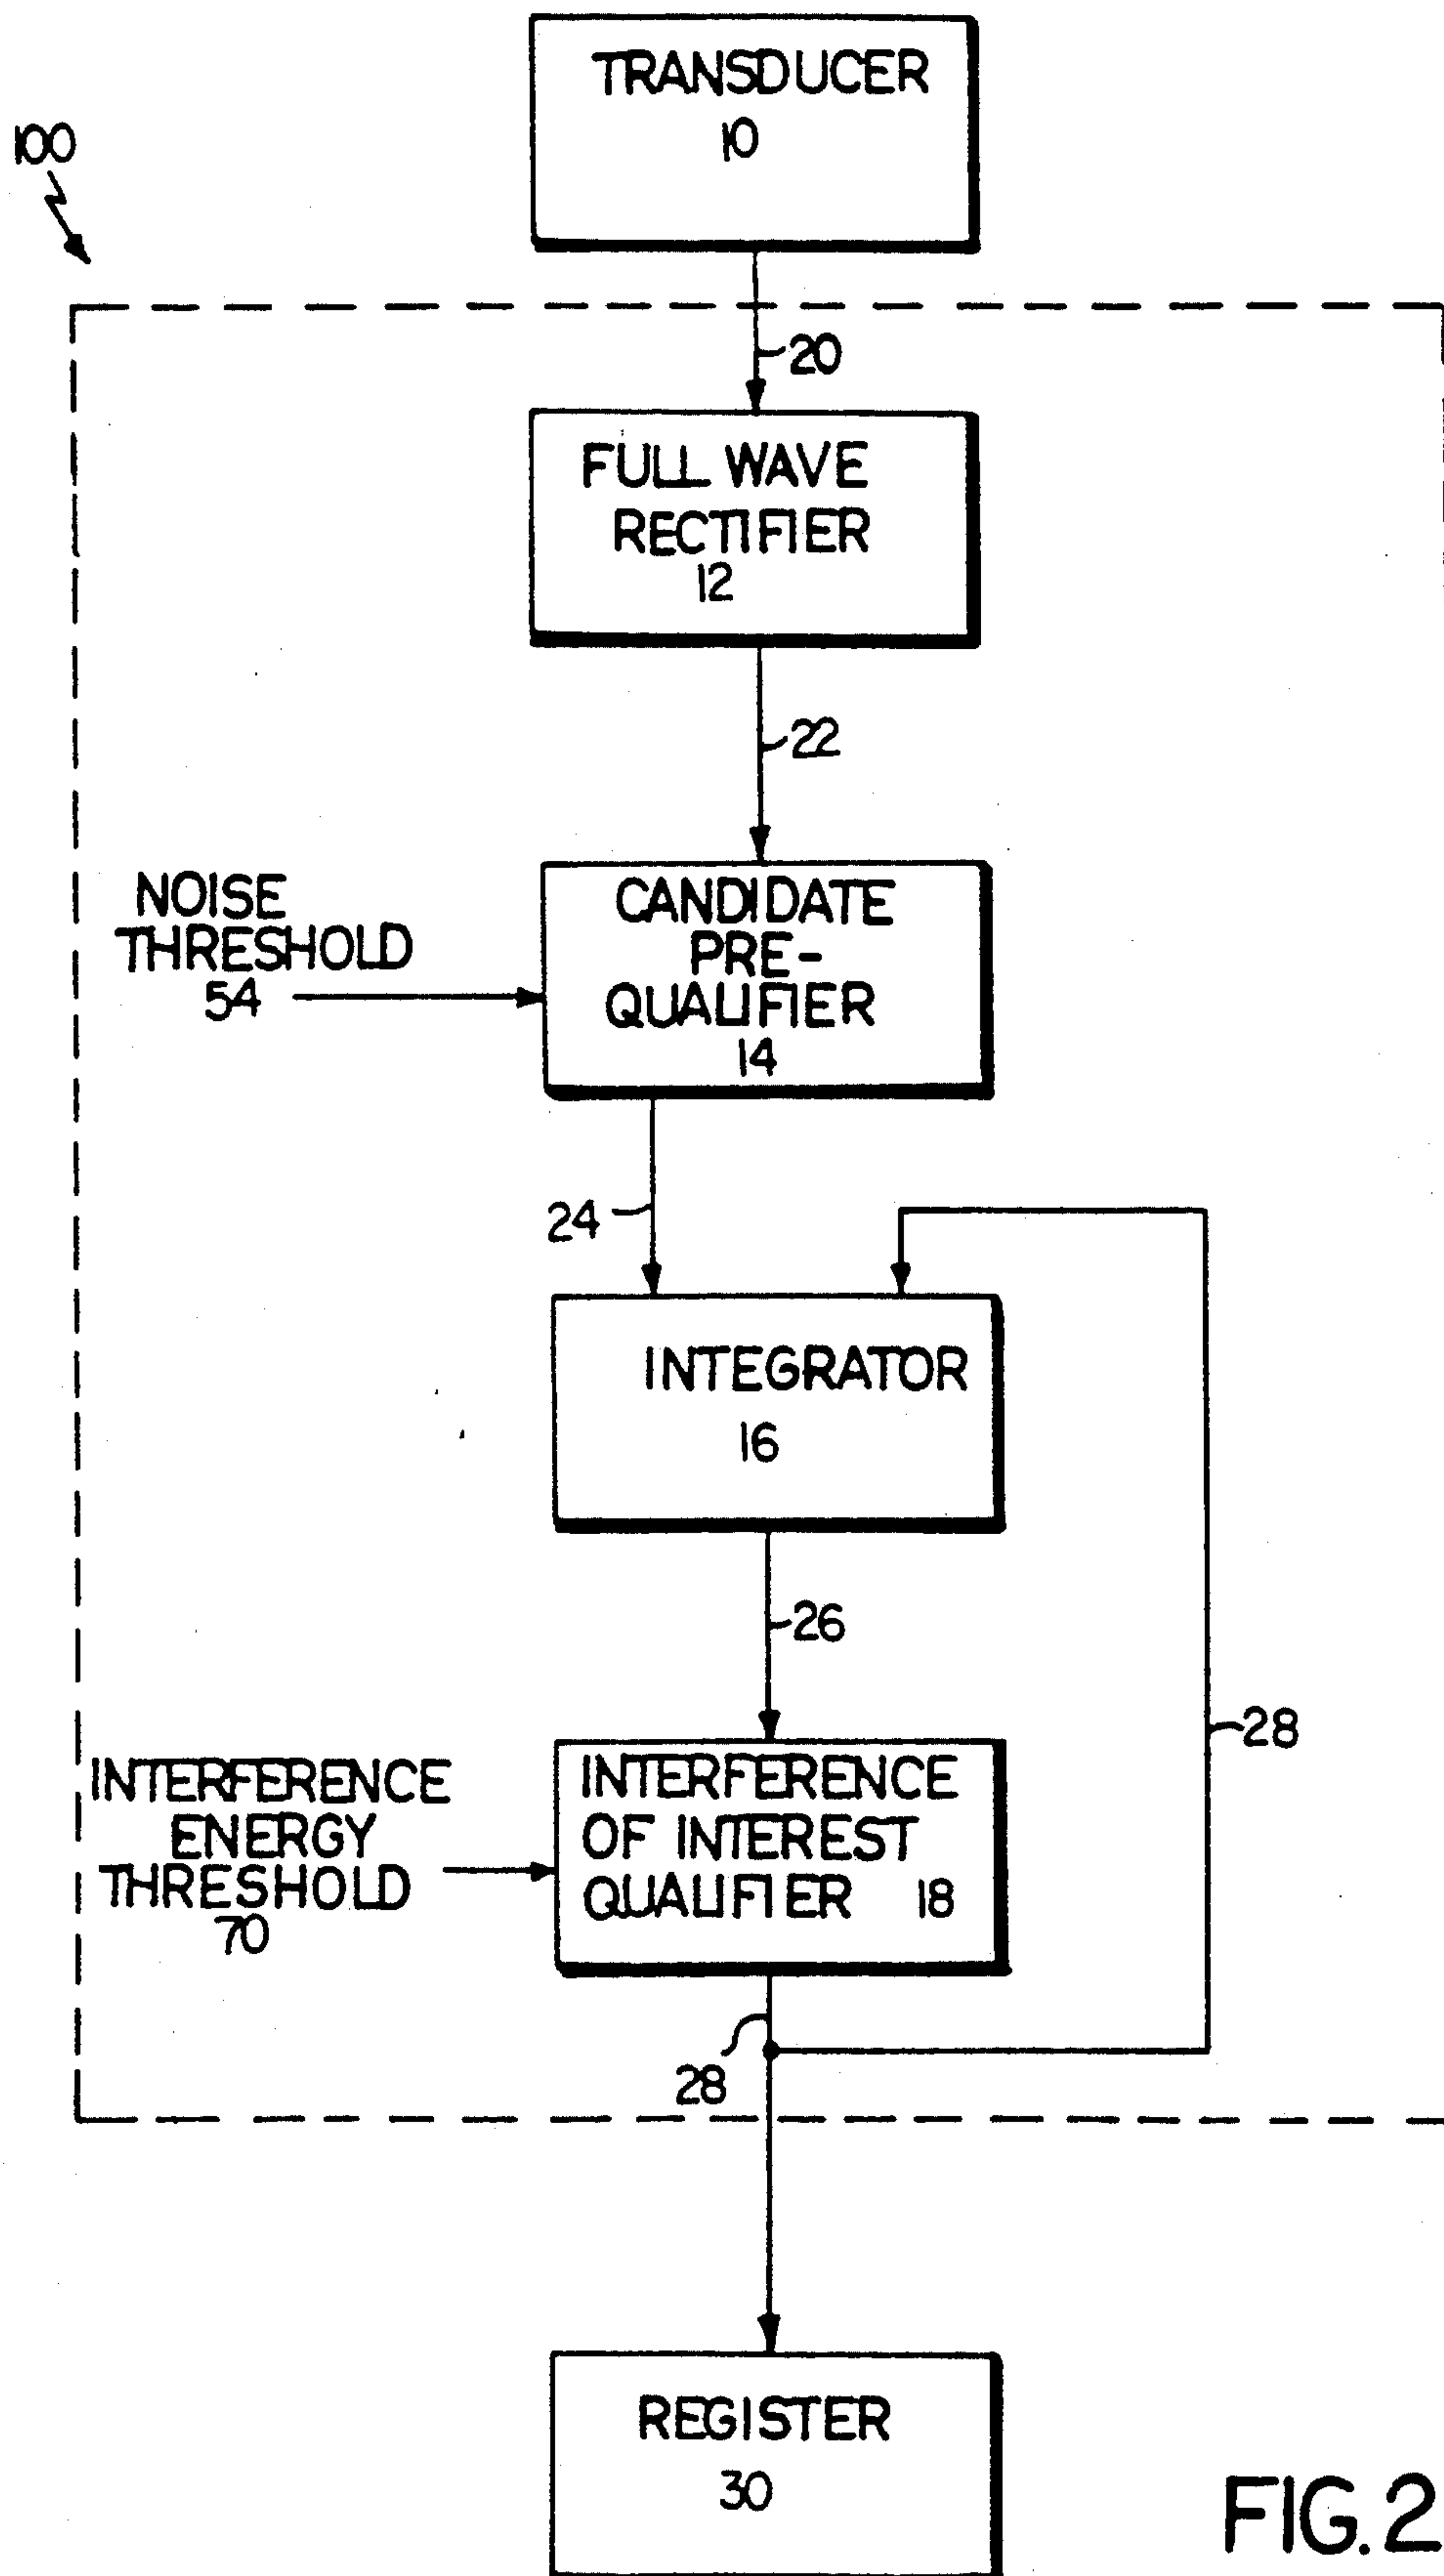 TRANSDUCER
10
100
20
FULL WAVE
RECTIFIER
12
22
NOISE
THRESHOLD
54
CANDIDATE
PRE-
QUALIFIER
14
24
INTEGRATOR
16
26
28
INTERFERENCE
ENERGY
THRESHOLD
70
INTERFERENCE
OF INTEREST
QUALIFIER 18
28
REGISTER
30
FIG. 2